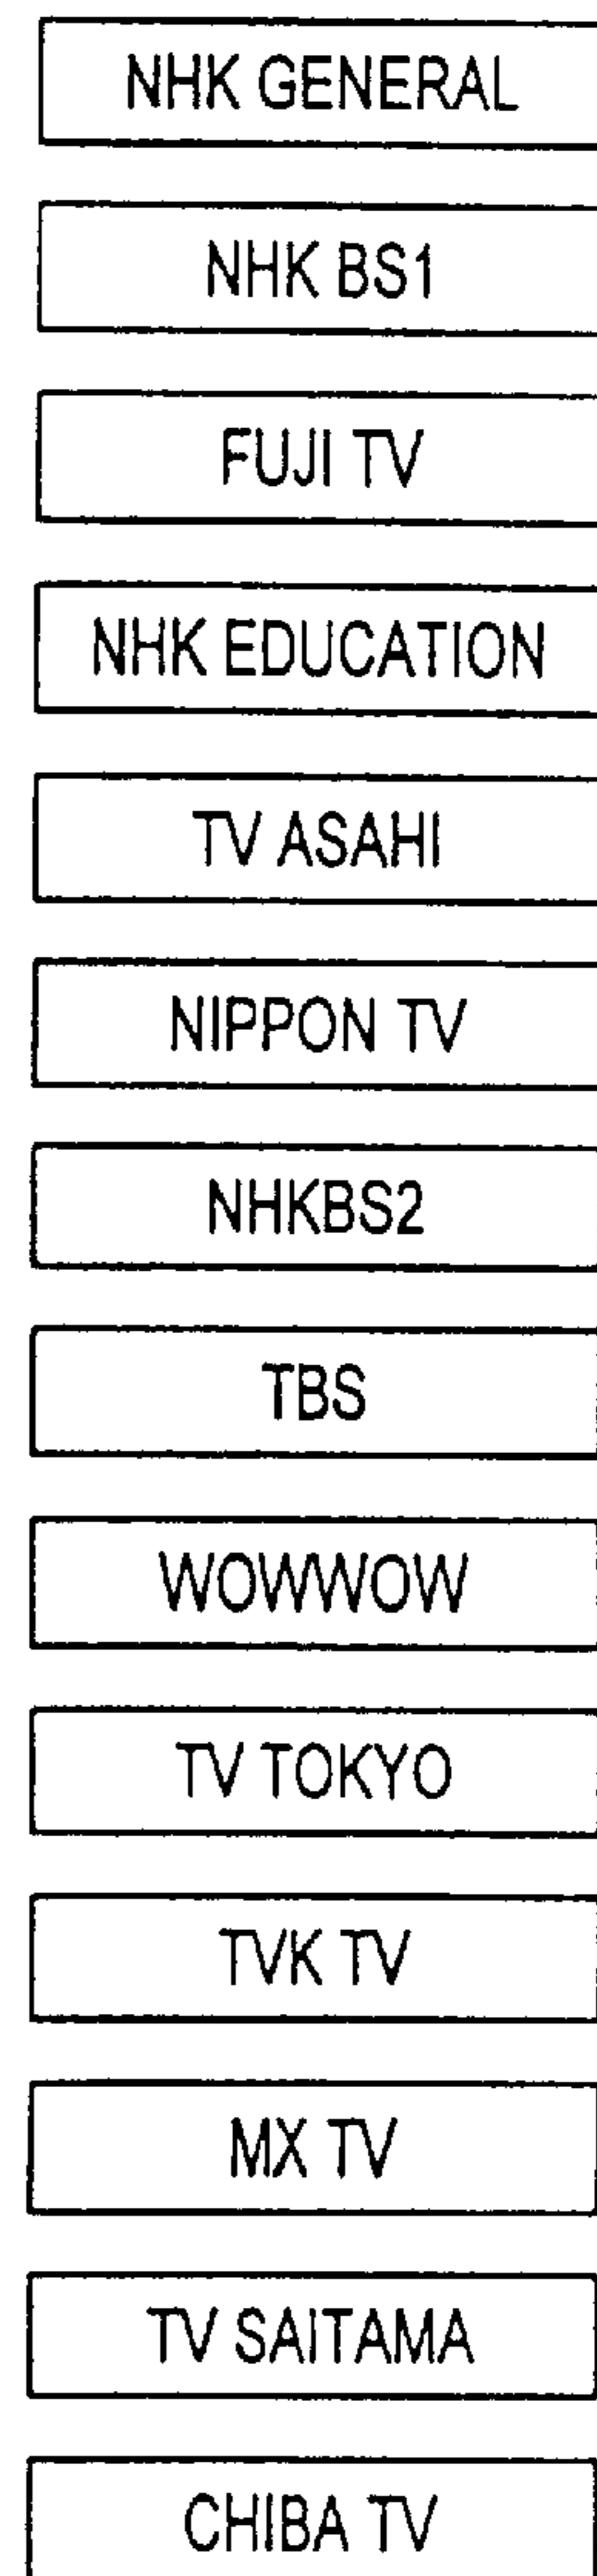 NHK GENERAL
NHK BS1
FUJI TV
NHK EDUCATION
TV ASAHI
NIPPON TV
NHKBS2
TBS
WOWWOW
TV TOKYO
TVK TV
MX TV
TV SAITAMA
CHIBA TV